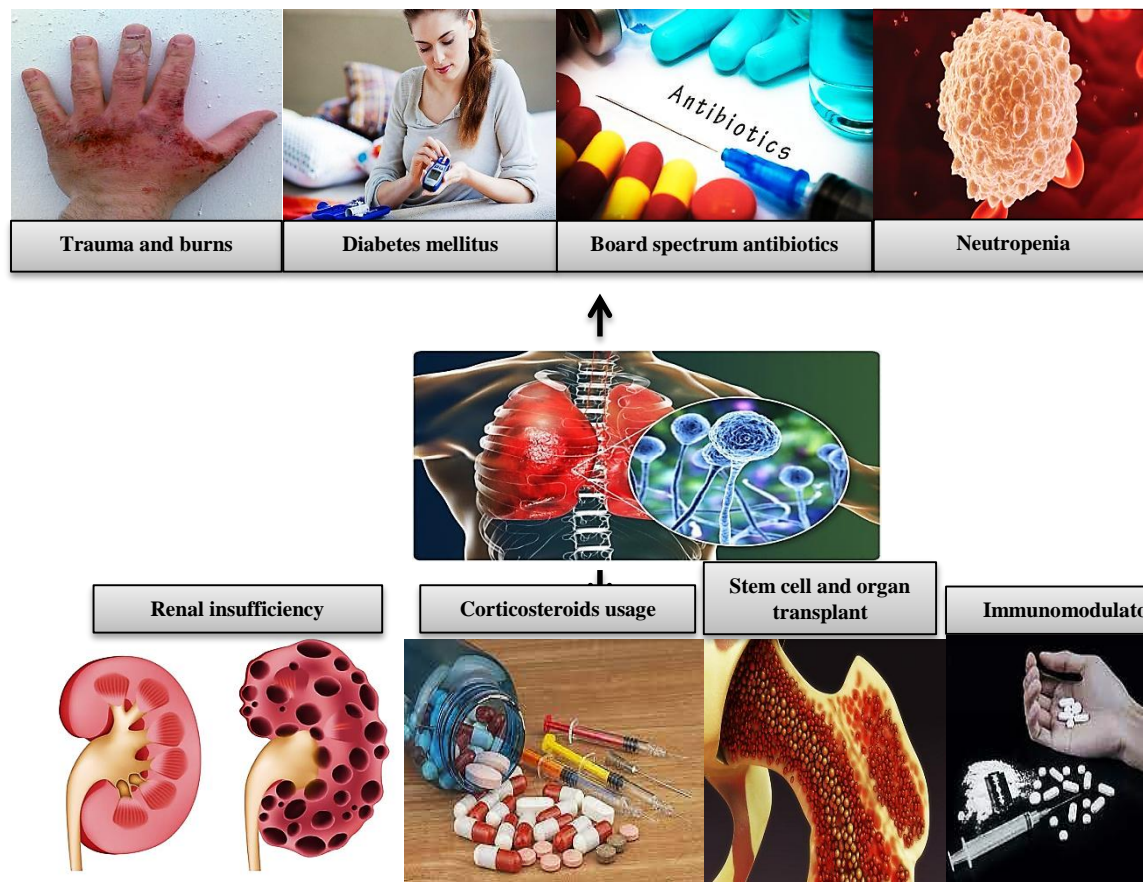 Antibiotics
Trauma and burns
Diabetes mellitus
Board spectrum antibiotics
Neutropenia
Renal insufficiency
Corticosteroids usage
Stem cell and organ
transplant
Immunomodulato